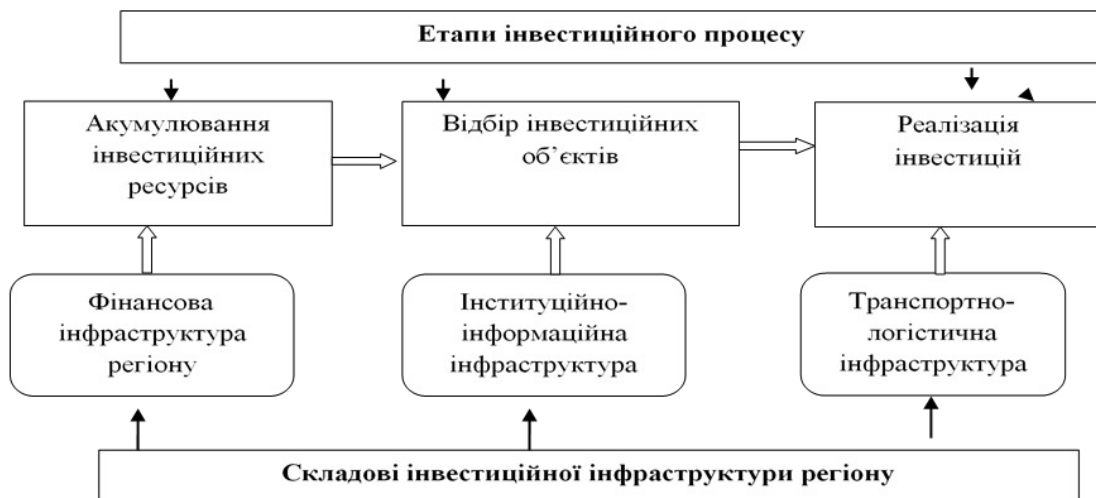 Етапи інвестиційного процесу
Акумулювання
інвестиційних
ресурсів
Відбір інвестиційних
об’єктів
Реалізація
інвестицій
Фінансова
інфраструктура
регіону
Інституційно-
інформаційна
інфраструктура
Транспортно-
логістична
інфраструктура
Складові інвестиційної інфраструктури регіону